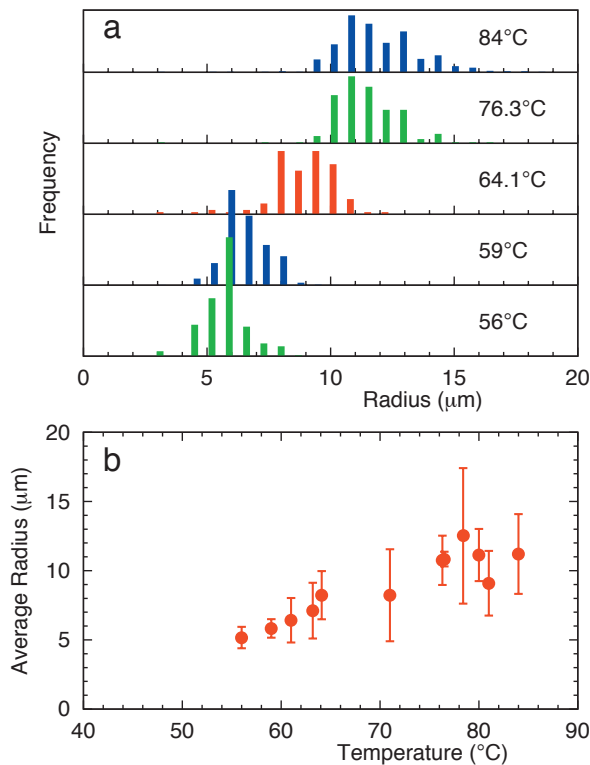 a
84°C
76.3°C
64.1°C
59°C
56°C
Frequency
0 5 10 15 20
Radius (μm)
b
20
15
10
5
0
Average Radius (μm)
40 50 60 70 80 90
Temperature (°C)